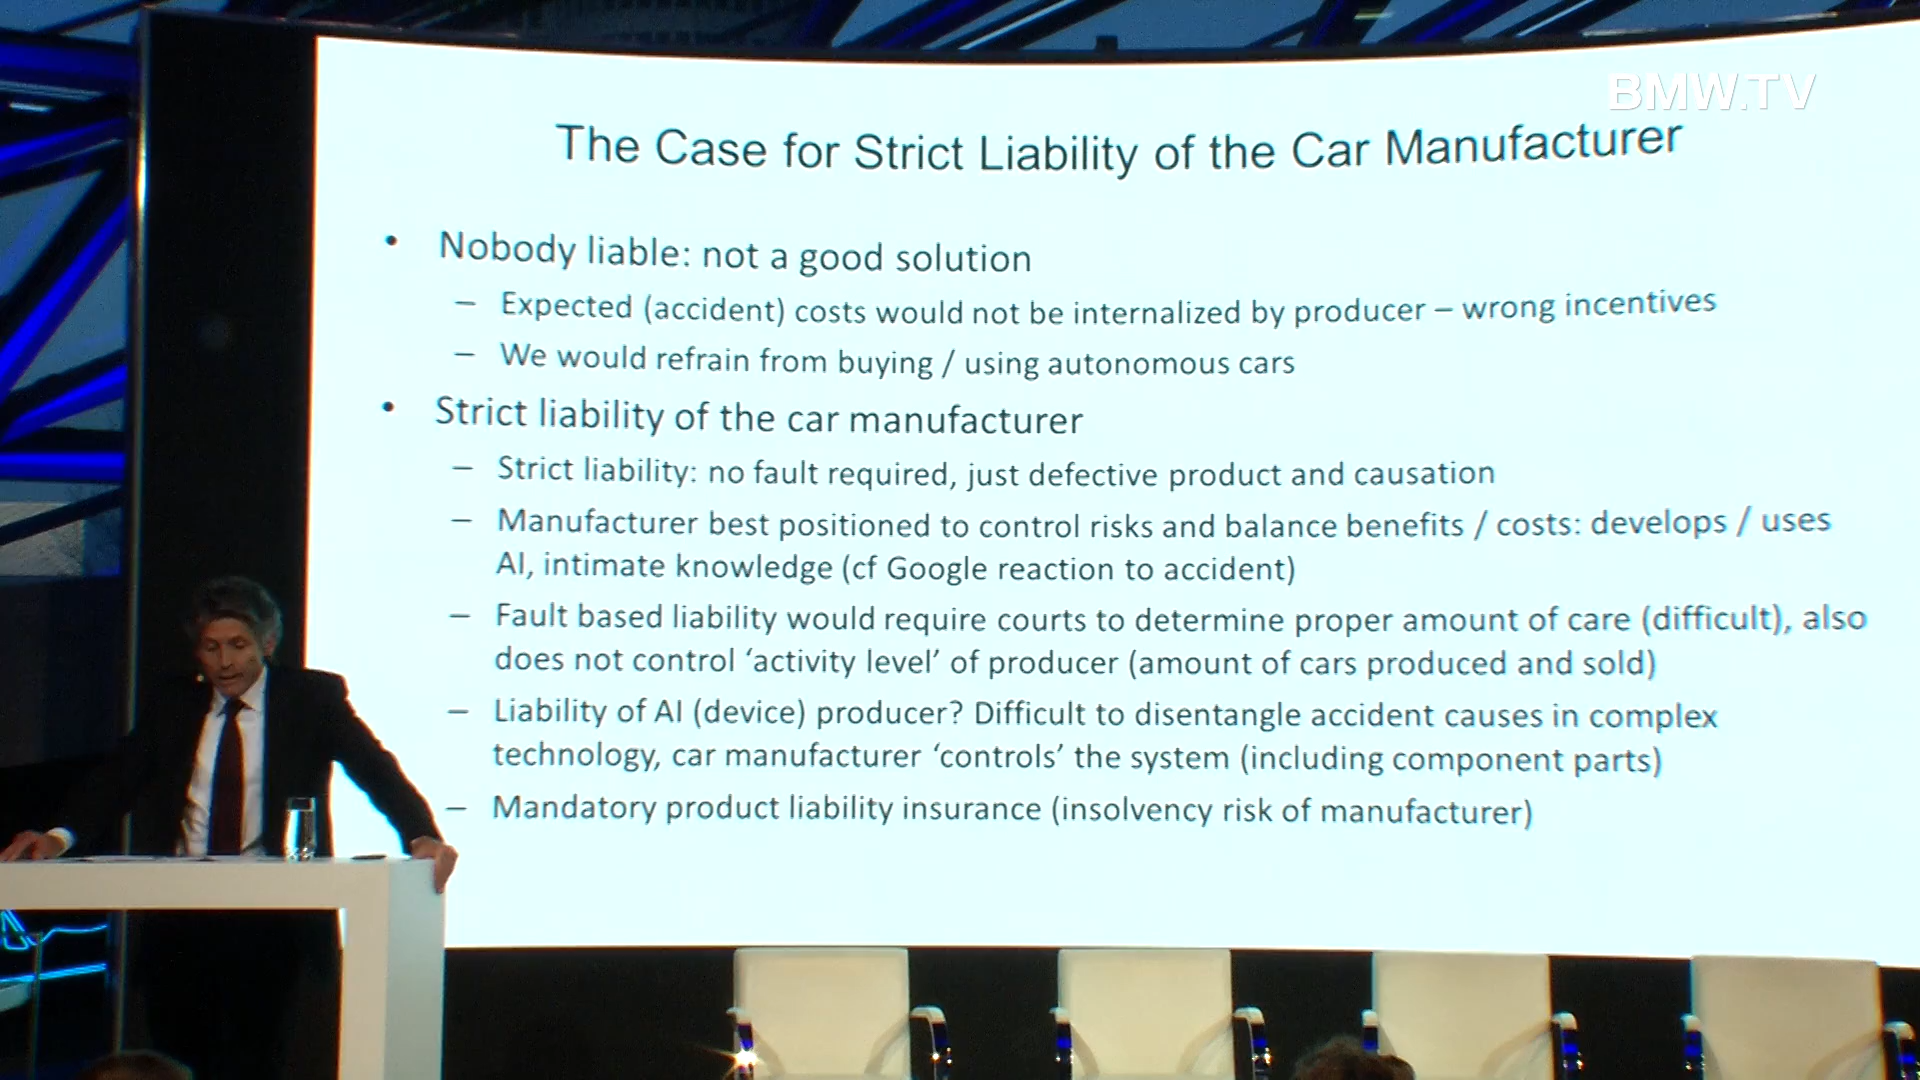 BMW.TV
The Case for Strict Liability of the Car Manufacturer
• Nobody liable: not a good solution
– Expected (accident) costs would not be internalized by producer – wrong incentives
– We would refrain from buying / using autonomous cars
• Strict liability of the car manufacturer
– Strict liability: no fault required, just defective product and causation
– Manufacturer best positioned to control risks and balance benefits / costs: develops / uses
AI, intimate knowledge (cf Google reaction to accident)
– Fault based liability would require courts to determine proper amount of care (difficult), also
does not control ‘activity level’ of producer (amount of cars produced and sold)
– Liability of AI (device) producer? Difficult to disentangle accident causes in complex
technology, car manufacturer ‘controls’ the system (including component parts)
– Mandatory product liability insurance (insolvency risk of manufacturer)